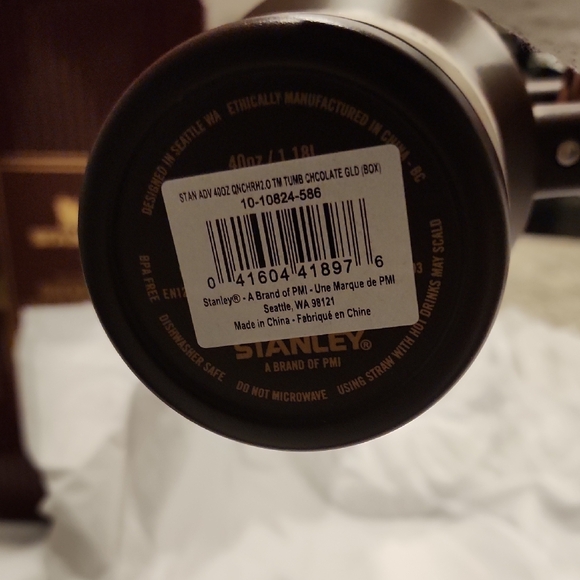 DESIGNED IN SEATTLE WA ETHICALLY MANUFACTURED IN CHINA - QC
40oz / 1.18L
STAN ADV 40OZ QNCHRH2.O TM TUMB CHCOLATE GLD (BOX)
10-10824-586
0 41604 41897 6
Stanley® - A Brand of PMI - Une Marque de PMI
Seattle, WA 98121
Made in China - Fabriqué en Chine
STANLEY®
A BRAND OF PMI
BPA FREE DISHWASHER SAFE DO NOT MICROWAVE USING STRAW WITH HOT DRINKS MAY SCALD